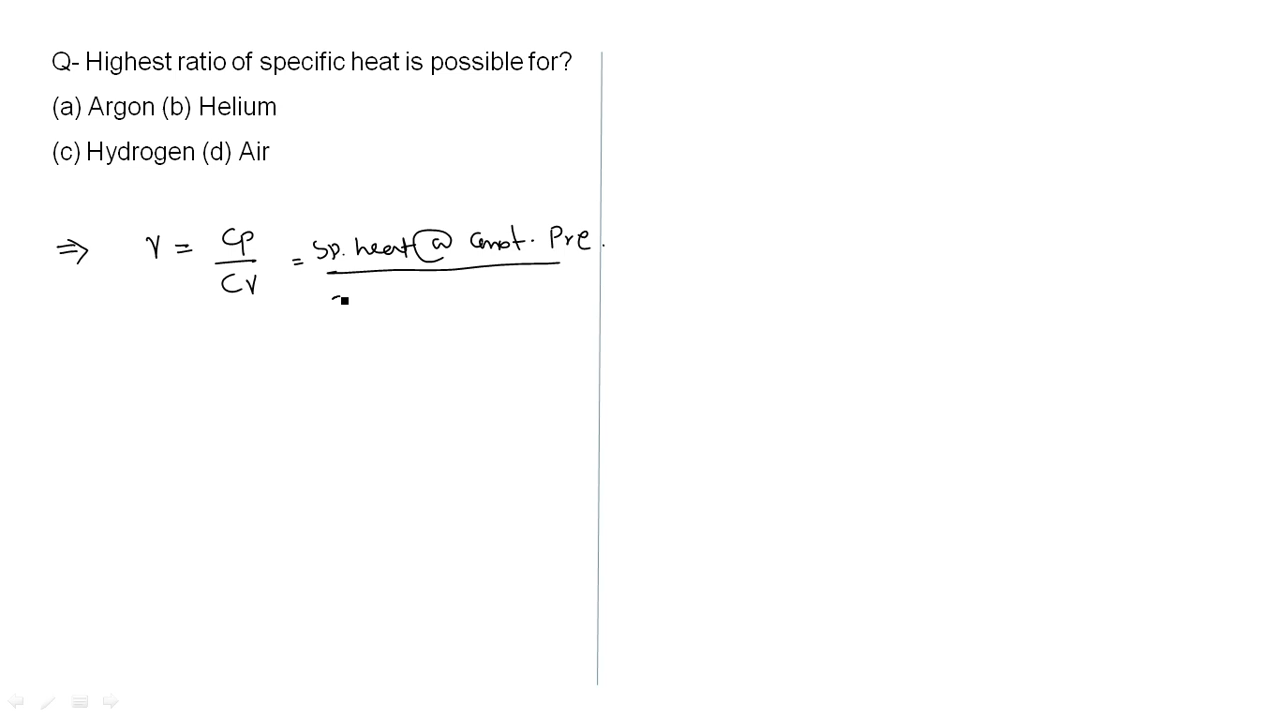 Q- Highest ratio of specific heat is possible for?
(a) Argon (b) Helium
(c) Hydrogen (d) Air
⇒ γ = Cp / Cv = Sp. heat @ const. Pre.